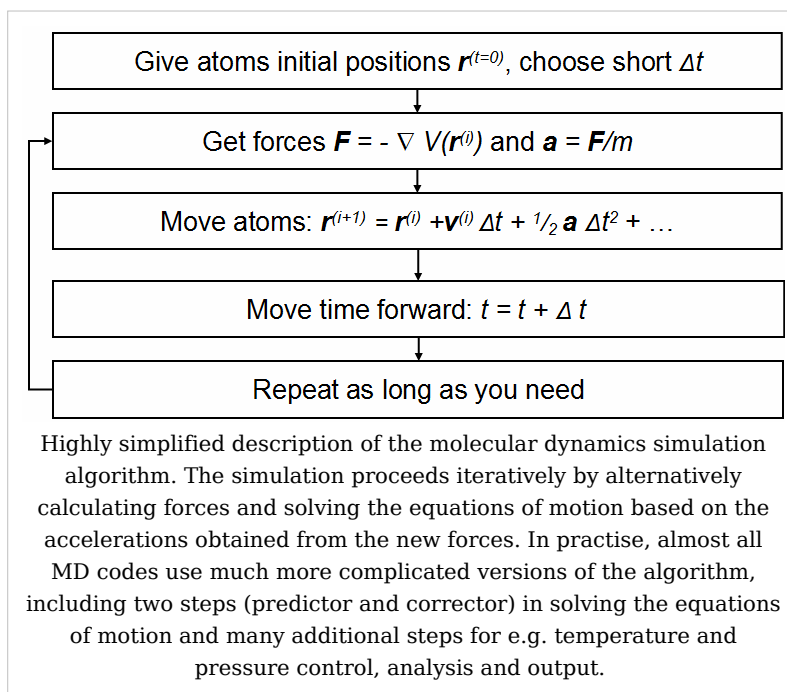 Give atoms initial positions r(t=0), choose short Δt
Get forces F = - ∇ V(r(i)) and a = F/m
Move atoms: r(i+1) = r(i) +v(i) Δt + 1/2 a Δt2 + …
Move time forward: t = t + Δ t
Repeat as long as you need
Highly simplified description of the molecular dynamics simulation
algorithm. The simulation proceeds iteratively by alternatively
calculating forces and solving the equations of motion based on the
accelerations obtained from the new forces. In practise, almost all
MD codes use much more complicated versions of the algorithm,
including two steps (predictor and corrector) in solving the equations
of motion and many additional steps for e.g. temperature and
pressure control, analysis and output.